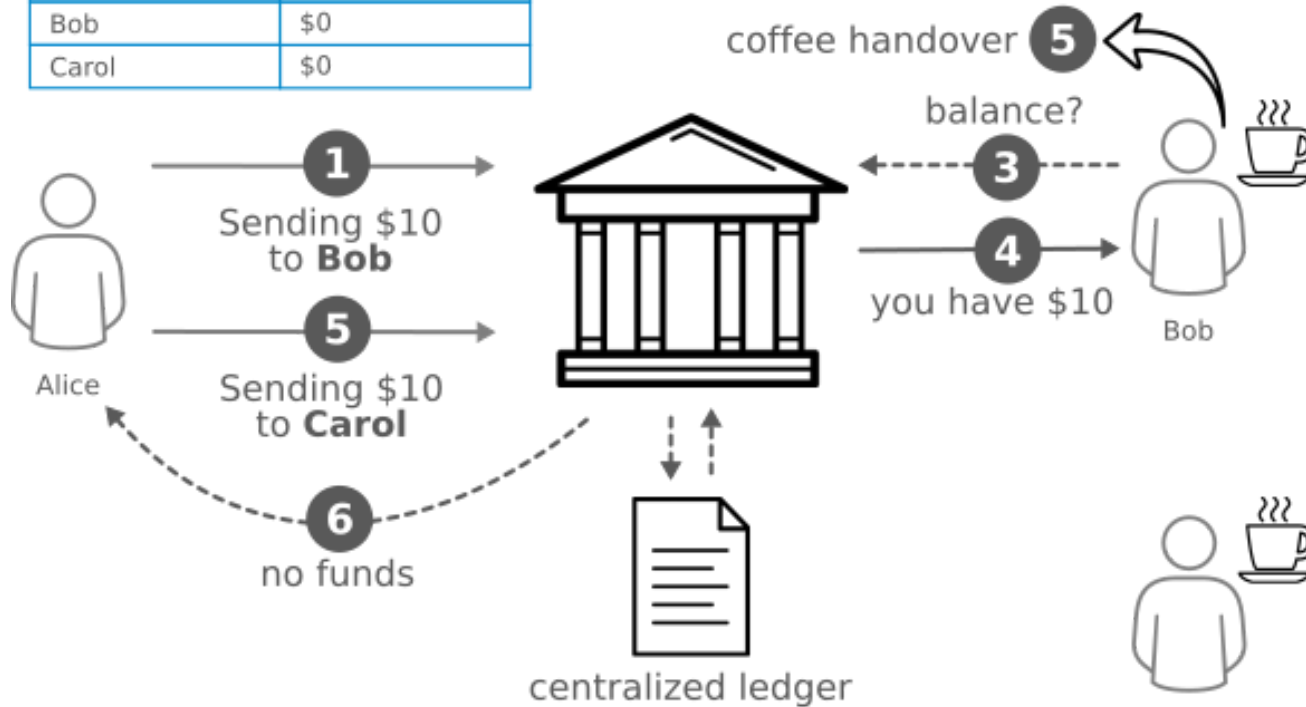 Bob $0
Carol $0
coffee handover 5
balance?
1
3
Sending $10
to Bob
4
you have $10
Bob
5
Alice
Sending $10
to Carol
6
no funds
centralized ledger